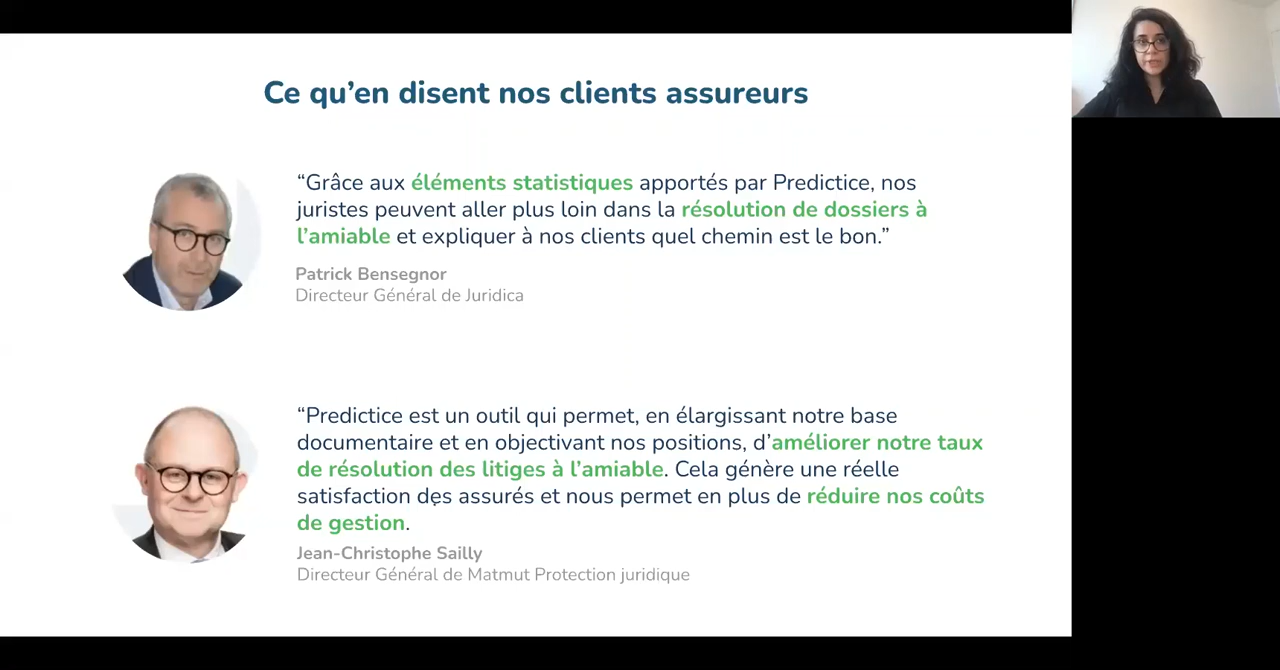 Ce qu’en disent nos clients assureurs
“Grâce aux éléments statistiques apportés par Predictice, nos
juristes peuvent aller plus loin dans la résolution de dossiers à
l’amiable et expliquer à nos clients quel chemin est le bon.”
Patrick Bensegnor
Directeur Général de Juridica
“Predictice est un outil qui permet, en élargissant notre base
documentaire et en objectivant nos positions, d’améliorer notre taux
de résolution des litiges à l’amiable. Cela génère une réelle
satisfaction des assurés et nous permet en plus de réduire nos coûts
de gestion.
Jean-Christophe Sailly
Directeur Général de Matmut Protection juridique